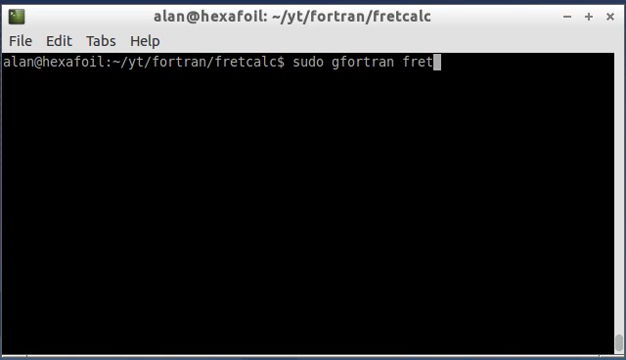 alan@hexafoil: ~/yt/fortran/fretcalc
File Edit Tabs Help
alan@hexafoil:~/yt/fortran/fretcalc$ sudo gfortran fret